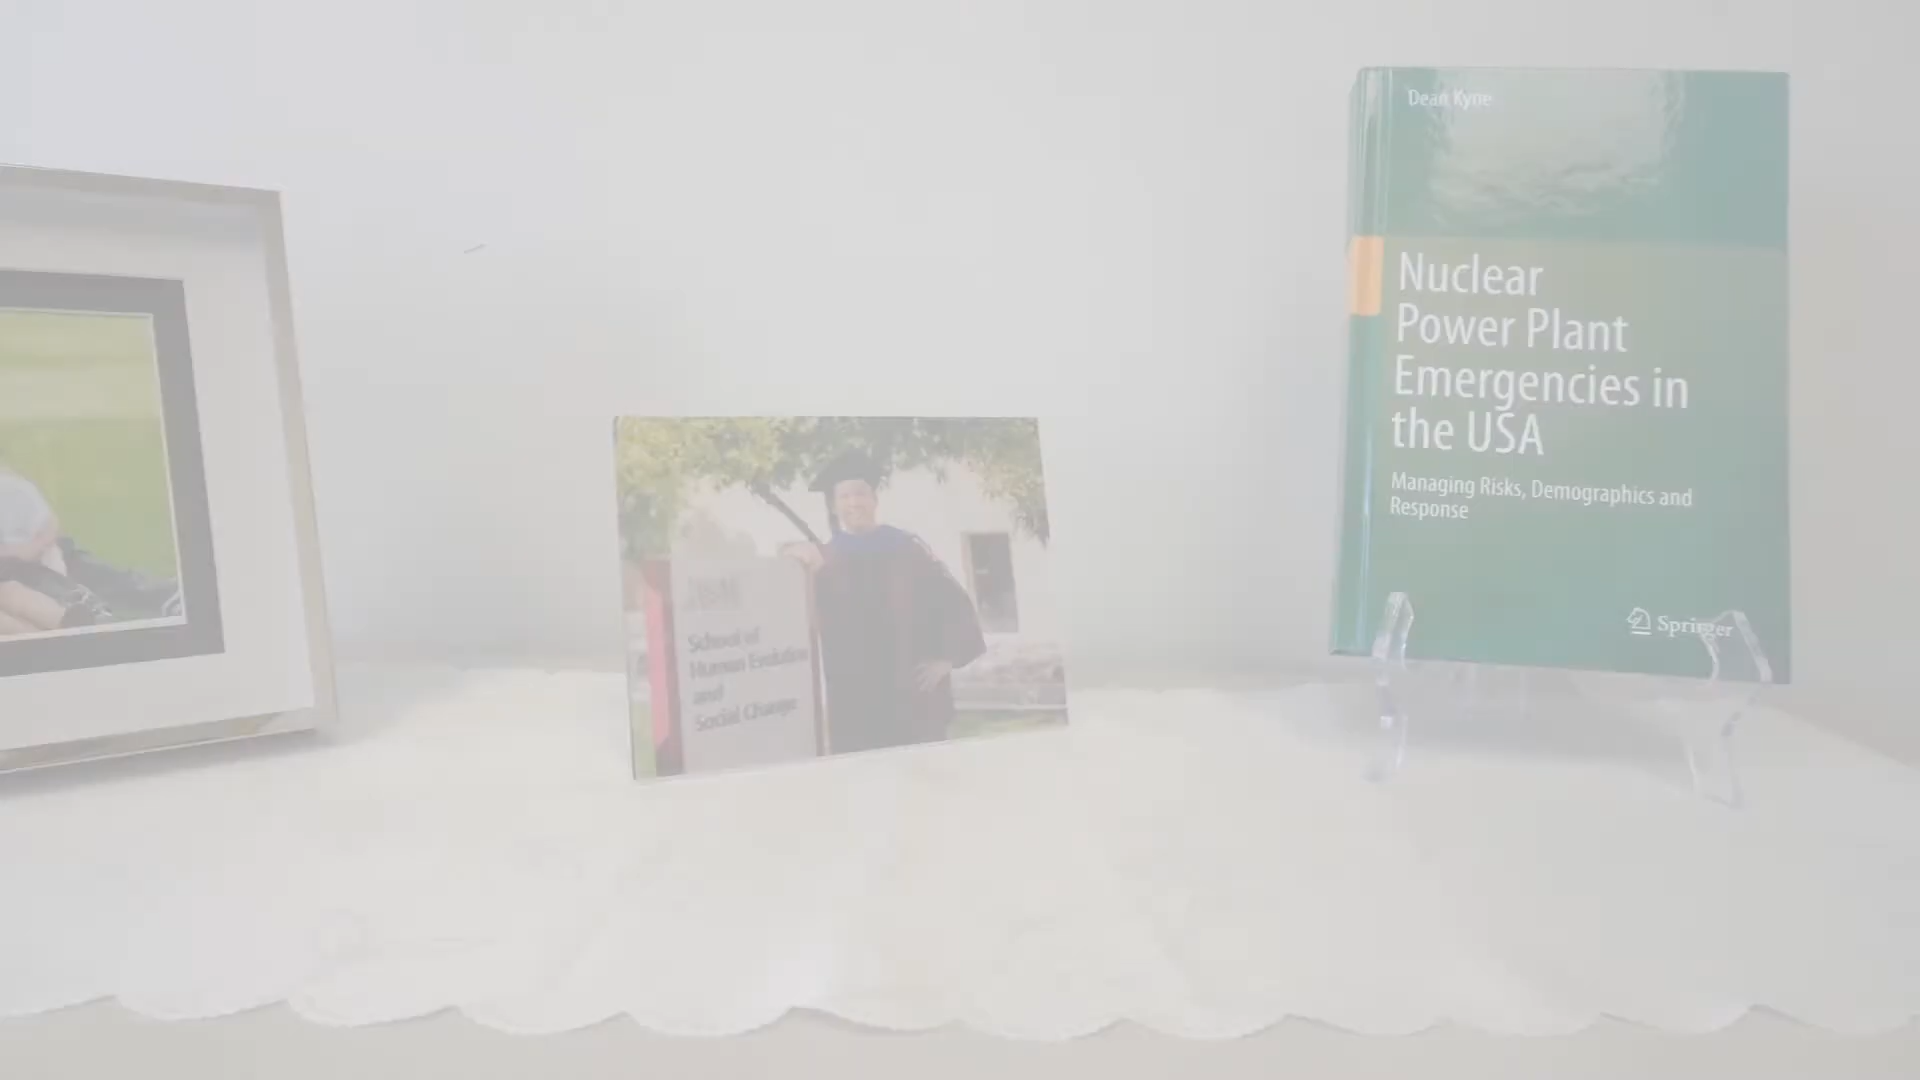 School of
Human Evolution
and
Social Change
Dean Kyne
Nuclear
Power Plant
Emergencies in
the USA
Managing Risks, Demographics and
Response
Springer